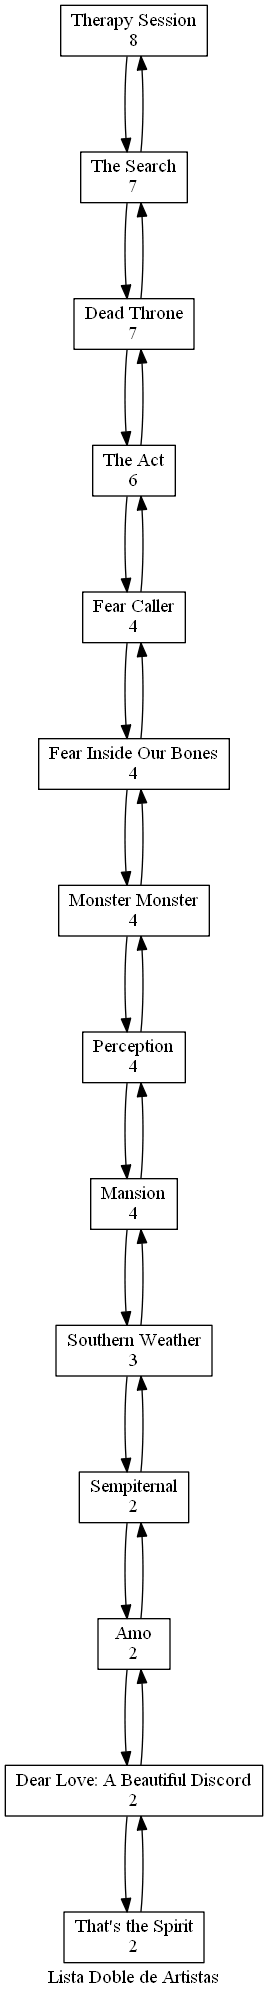 Therapy Session
8
The Search
7
Dead Throne
7
The Act
6
Fear Caller
4
Fear Inside Our Bones
4
Monster Monster
4
Perception
4
Mansion
4
Southern Weather
3
Sempiternal
2
Amo
2
Dear Love: A Beautiful Discord
2
That's the Spirit
2
Lista Doble de Artistas